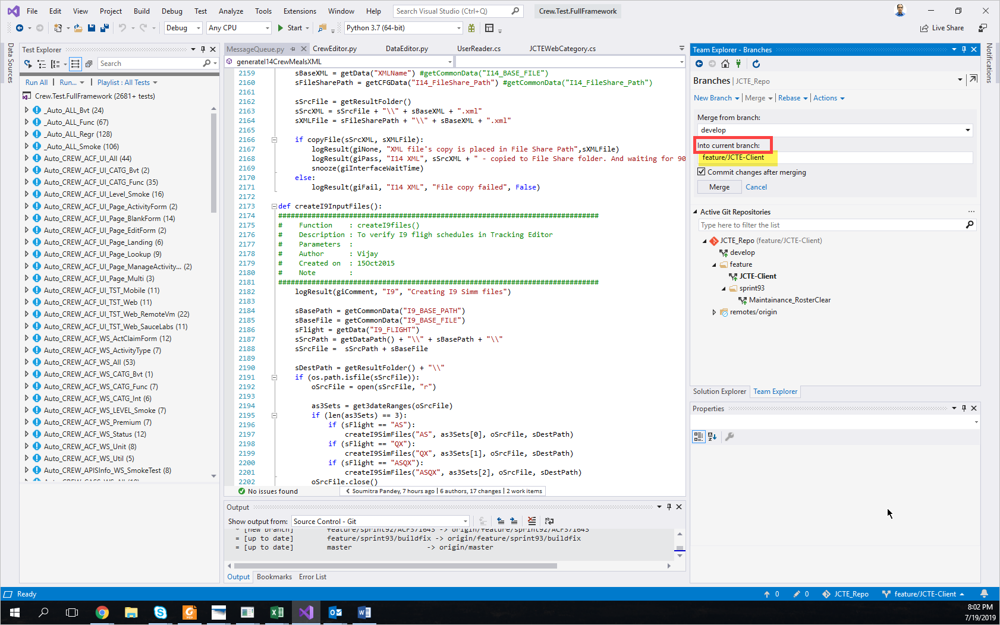 File Edit View Project Build Debug Test Analyze Tools Extensions Window Help Search Visual Studio (Ctrl+Q) Crew.Test.FullFramework
Debug Any CPU Start Python 3.7 (64-bit) Live Share
Data Sources
Test Explorer
Search
Run All | Run... | Playlist : All Tests
Crew.Test.FullFramework (2681+ tests)
_Auto_ALL_Bvt (24)
_Auto_ALL_Func (67)
_Auto_ALL_Regr (128)
_Auto_ALL_Smoke (106)
Auto_CREW_ACF_UI_All (44)
Auto_CREW_ACF_UI_CATG_Bvt (2)
Auto_CREW_ACF_UI_CATG_Func (35)
Auto_CREW_ACF_UI_Level_Smoke (16)
Auto_CREW_ACF_UI_Page_ActivityForm (2)
Auto_CREW_ACF_UI_Page_BlankForm (14)
Auto_CREW_ACF_UI_Page_EditForm (2)
Auto_CREW_ACF_UI_Page_Landing (6)
Auto_CREW_ACF_UI_Page_Lookup (9)
Auto_CREW_ACF_UI_Page_ManageActivity... (2)
Auto_CREW_ACF_UI_Page_Multi (3)
Auto_CREW_ACF_UI_TST_Mobile (11)
Auto_CREW_ACF_UI_TST_Web (11)
Auto_CREW_ACF_UI_TST_Web_RemoteVm (22)
Auto_CREW_ACF_UI_TST_Web_SauceLabs (11)
Auto_CREW_ACF_WS_ActClaimForm (12)
Auto_CREW_ACF_WS_ActivityType (7)
Auto_CREW_ACF_WS_All (53)
Auto_CREW_ACF_WS_CATG_Bvt (1)
Auto_CREW_ACF_WS_CATG_Func (7)
Auto_CREW_ACF_WS_CATG_Int (6)
Auto_CREW_ACF_WS_LEVEL_Smoke (7)
Auto_CREW_ACF_WS_Premium (7)
Auto_CREW_ACF_WS_Status (12)
Auto_CREW_ACF_WS_Unit (8)
Auto_CREW_ACF_WS_Util (5)
Auto_CREW_APISInfo_WS_SmokeTest (8)
MessageQueue.py CrewEditor.py DataEditor.py UserReader.cs JCTEWebCategory.cs
generateI14CrewMealsXML
2159 sBaseXML = getData("XMLName") #getCommonData("I14_BASE_FILE")
2160 sFileSharePath = getCFGData("I14_FileShare_Path") #getCommonData("I14_FileShare_Path")
2161
2162 sSrcFile = getResultFolder()
2163 sSrcXML = sSrcFile + "\\" + sBaseXML + ".xml"
2164 sXMLFile = sFileSharePath + "\\" + sBaseXML + ".xml"
2165
2166 if copyFile(sSrcXML, sXMLFile):
2167 logResult(giNone, "XML file's copy is placed in File Share Path",sXMLFile)
2168 logResult(giPass, "I14 XML", sSrcXML + " - copied to File Share folder. And waiting for 90
2169 snooze(giInterfaceWaitTime)
2170 else:
2171 logResult(giFail, "I14 XML", "File copy failed", False)
2172
2173 def createI9InputFiles():
2174 #############################################################################
2175 # Function : createI9files()
2176 # Description : To verify I9 fligh schedules in Tracking Editor
2177 # Parameters :
2178 # Author : Vijay
2179 # Created on : 15Oct2015
2180 # Note :
2181 #############################################################################
2182 logResult(giComment, "I9", "Creating I9 Simm files")
2183
2184 sBasePath = getCommonData("I9_BASE_PATH")
2185 sBaseFile = getCommonData("I9_BASE_FILE")
2186 sFlight = getData("I9_FLIGHT")
2187 sSrcPath = getDataPath() + "\\" + sBasePath + "\\"
2188 sSrcFile = sSrcPath + sBaseFile
2189
2190 sDestPath = getResultFolder() + "\\"
2191 if (os.path.isfile(sSrcFile)):
2192 oSrcFile = open(sSrcFile, "r")
2193
2194 as3Sets = get3dateRanges(oSrcFile)
2195 if (len(as3Sets) == 3):
2196 if (sFlight == "AS"):
2197 createI9SimFiles("AS", as3Sets[0], oSrcFile, sDestPath)
2198 if (sFlight == "QX"):
2199 createI9SimFiles("QX", as3Sets[1], oSrcFile, sDestPath)
2200 if (sFlight == "ASQX"):
2201 createI9SimFiles("ASQX", as3Sets[2], oSrcFile, sDestPath)
2202 oSrcFile.close()
No issues found Soumitra Pandey, 7 hours ago | 6 authors, 17 changes | 2 work items
Output
Show output from: Source Control - Git
* [new branch] feature/sprint92/ACF371643 -> origin/feature/sprint92/ACF371643
= [up to date] feature/sprint93/buildfix -> origin/feature/sprint93/buildfix
= [up to date] master -> origin/master
Output Bookmarks Error List
Team Explorer - Branches
Branches | JCTE_Repo
New Branch | Merge | Rebase | Actions
Merge from branch:
develop
Into current branch:
feature/JCTE-Client
Commit changes after merging
Merge Cancel
Active Git Repositories ...
Type here to filter the list
JCTE_Repo (feature/JCTE-Client)
develop
feature
JCTE-Client
sprint93
Maintainance_RosterClear
remotes/origin
Solution Explorer Team Explorer
Properties
Notifications
Ready 0 0 JCTE_Repo feature/JCTE-Client
8:02 PM
7/19/2019